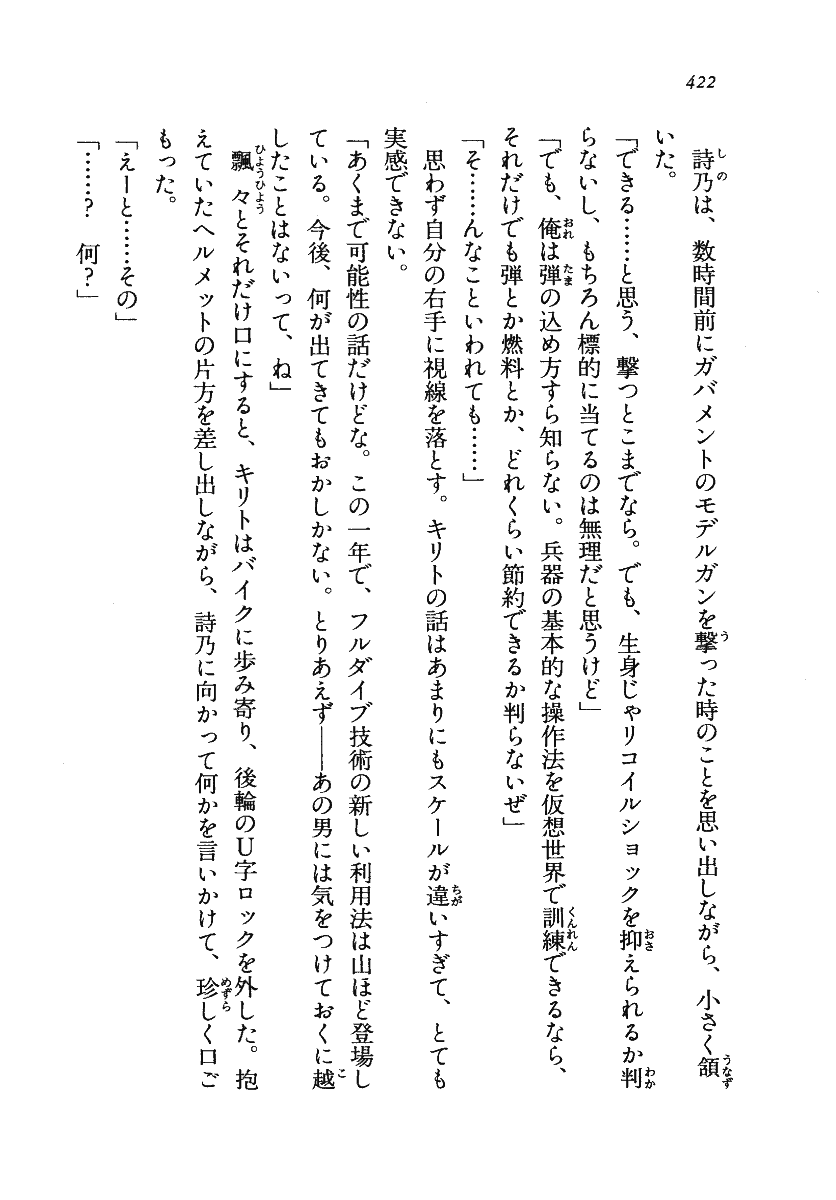 422
詩乃は、数時間前にガバメントのモデルガンを撃った時のことを思い出しながら、小さく頷
いた。
「できる……と思う、撃つとこまでなら。でも、生身じゃリコイルショックを抑えられるか判
らないし、もちろん標的に当てるのは無理だと思うけど」
「でも、俺は弾の込め方すら知らない。兵器の基本的な操作法を仮想世界で訓練できるなら、
それだけでも弾とか燃料とか、どれくらい節約できるか判らないぜ」
「そ……んなこといわれても……」
思わず自分の右手に視線を落とす。キリトの話はあまりにもスケールが違いすぎて、とても
実感できない。
「あくまで可能性の話だけどな。この一年で、フルダイブ技術の新しい利用法は山ほど登場し
ている。今後、何が出てきてもおかしかない。とりあえず──あの男には気をつけておくに越
したことはないって、ね」
飄々とそれだけ口にすると、キリトはバイクに歩み寄り、後輪のU字ロックを外した。抱
えていたヘルメットの片方を差し出しながら、詩乃に向かって何かを言いかけて、珍しく口ご
もった。
「えーと……その」
「……？　何？」